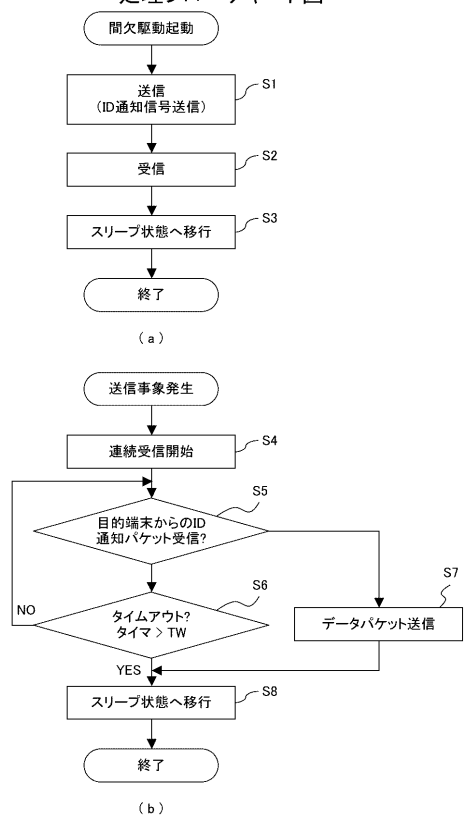 間欠駆動起動
送信
(ID通知信号送信)
S1
受信
S2
スリープ状態へ移行
S3
終了
(a)
送信事象発生
連続受信開始
S4
目的端末からのID
通知パケット受信?
S5
タイムアウト?
タイマ > TW
S6
NO
YES
データパケット送信
S7
スリープ状態へ移行
S8
終了
(b)